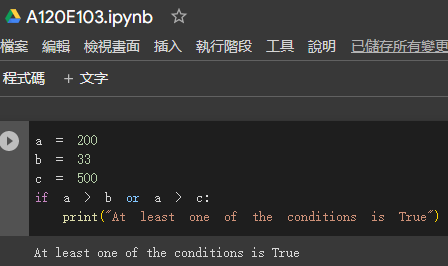 A120E103.ipynb
檔案 編輯 檢視畫面 插入 執行階段 工具 說明 已儲存所有變更
程式碼 + 文字
a = 200
b = 33
c = 500
if a > b or a > c:
    print("At least one of the conditions is True")
At least one of the conditions is True